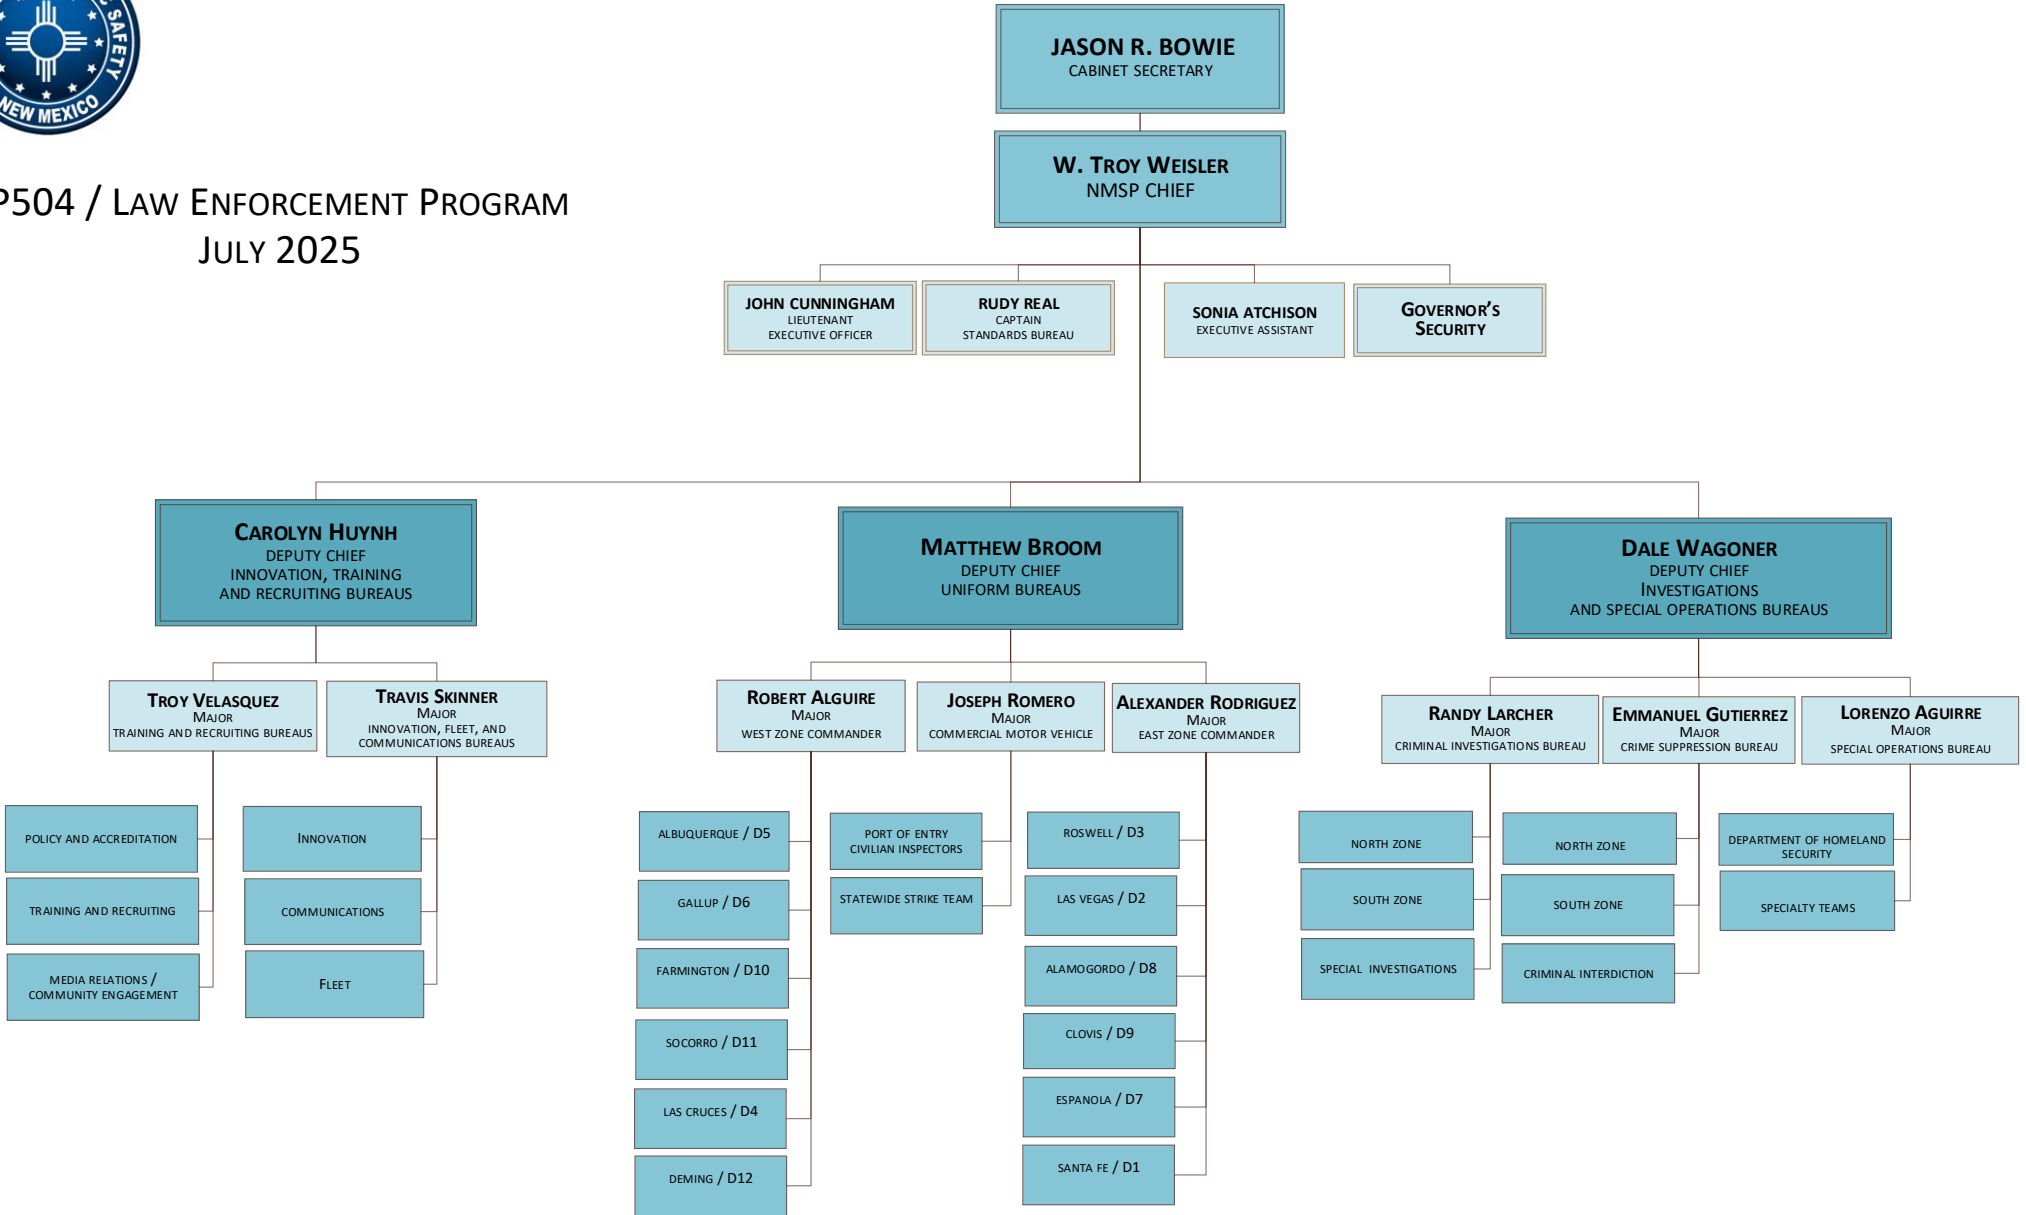 SAFETY
NEW MEXICO
P504 / LAW ENFORCEMENT PROGRAM
JULY 2025
JASON R. BOWIE
CABINET SECRETARY
W. TROY WEISLER
NMSP CHIEF
JOHN CUNNINGHAM
LIEUTENANT
EXECUTIVE OFFICER
RUDY REAL
CAPTAIN
STANDARDS BUREAU
SONIA ATCHISON
EXECUTIVE ASSISTANT
GOVERNOR'S
SECURITY
CAROLYN HUYNH
DEPUTY CHIEF
INNOVATION, TRAINING
AND RECRUITING BUREAUS
MATTHEW BROOM
DEPUTY CHIEF
UNIFORM BUREAUS
DALE WAGONER
DEPUTY CHIEF
INVESTIGATIONS
AND SPECIAL OPERATIONS BUREAUS
TROY VELASQUEZ
MAJOR
TRAINING AND RECRUITING BUREAUS
TRAVIS SKINNER
MAJOR
INNOVATION, FLEET, AND
COMMUNICATIONS BUREAUS
ROBERT ALGUIRE
MAJOR
WEST ZONE COMMANDER
JOSEPH ROMERO
MAJOR
COMMERCIAL MOTOR VEHICLE
ALEXANDER RODRIGUEZ
MAJOR
EAST ZONE COMMANDER
RANDY LARCHER
MAJOR
CRIMINAL INVESTIGATIONS BUREAU
EMMANUEL GUTIERREZ
MAJOR
CRIME SUPPRESSION BUREAU
LORENZO AGUIRRE
MAJOR
SPECIAL OPERATIONS BUREAU
POLICY AND ACCREDITATION
TRAINING AND RECRUITING
MEDIA RELATIONS /
COMMUNITY ENGAGEMENT
INNOVATION
COMMUNICATIONS
FLEET
ALBUQUERQUE / D5
GALLUP / D6
FARMINGTON / D10
SOCORRO / D11
LAS CRUCES / D4
DEMING / D12
PORT OF ENTRY
CIVILIAN INSPECTORS
STATEWIDE STRIKE TEAM
ROSWELL / D3
LAS VEGAS / D2
ALAMOGORDO / D8
CLOVIS / D9
ESPANOLA / D7
SANTA FE / D1
NORTH ZONE
SOUTH ZONE
SPECIAL INVESTIGATIONS
NORTH ZONE
SOUTH ZONE
CRIMINAL INTERDICTION
DEPARTMENT OF HOMELAND
SECURITY
SPECIALTY TEAMS